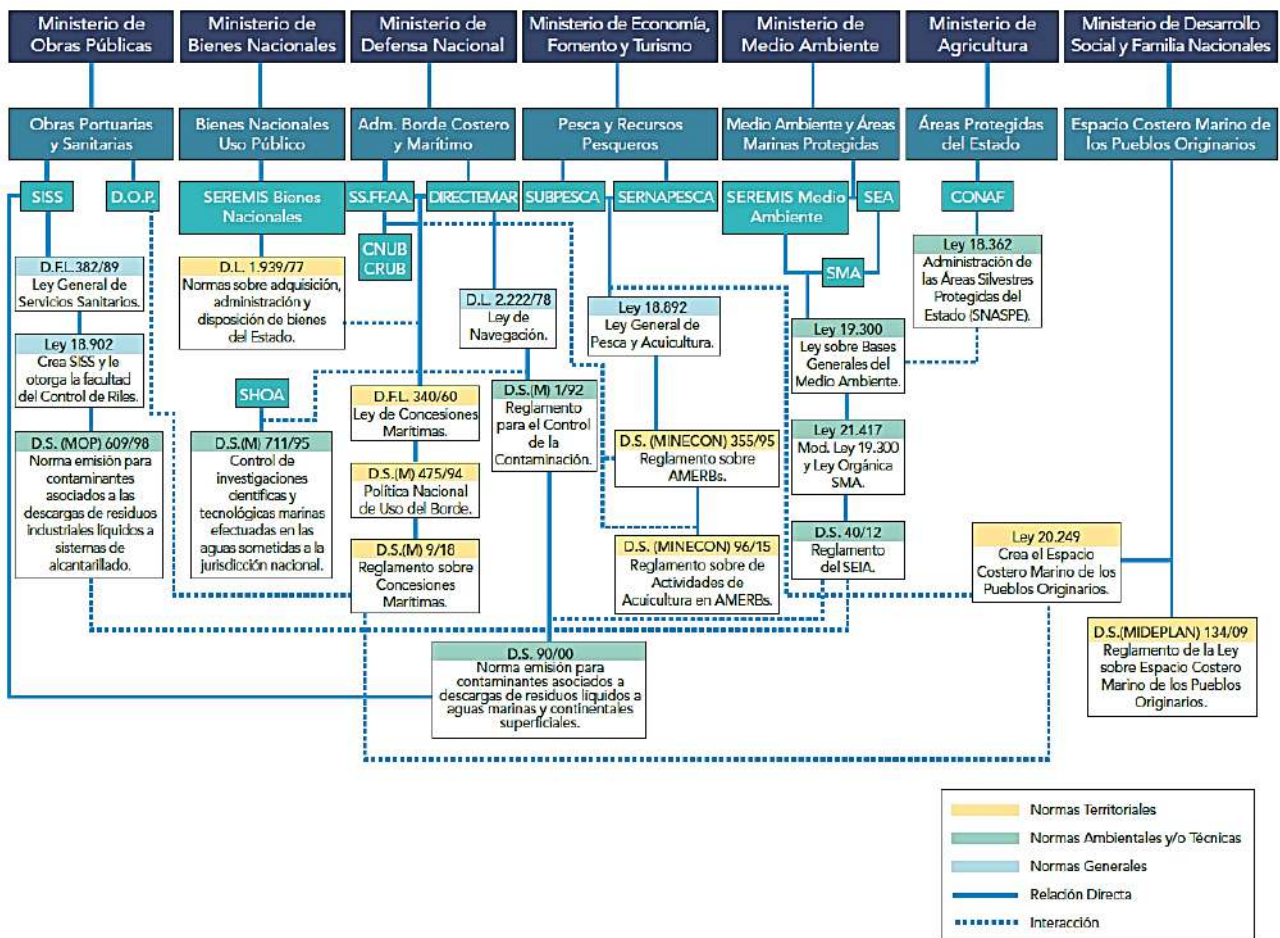 Ministerio de
Obras Públicas
Ministerio de
Bienes Nacionales
Ministerio de
Defensa Nacional
Ministerio de Economía,
Fomento y Turismo
Ministerio de
Medio Ambiente
Ministerio de
Agricultura
Ministerio de Desarrollo
Social y Familia Nacionales
Obras Portuarias
y Sanitarias
Bienes Nacionales
Uso Público
Adm. Borde Costero
y Marítimo
Pesca y Recursos
Pesqueros
Medio Ambiente y Áreas
Marinas Protegidas
Áreas Protegidas
del Estado
Espacio Costero Marino de
los Pueblos Originarios
SISS
D.O.P.
SEREMIS Bienes
Nacionales
SS.FF.AA.
DIRECTEMAR
SUBPESCA
SERNAPESCA
SEREMIS Medio
Ambiente
SEA
CONAF
CNUB
CRUB
SMA
D.F.L.382/89
Ley General de
Servicios Sanitarios.
D.L. 1.939/77
Normas sobre adquisición,
administración y
disposición de bienes
del Estado.
D.L. 2.222/78
Ley de
Navegación.
Ley 18.892
Ley General de
Pesca y Acuicultura.
Ley 19.300
Ley sobre Bases
Generales del
Medio Ambiente.
Ley 18.362
Administración de
las Áreas Silvestres
Protegidas del
Estado (SNASPE).
Ley 18.902
Crea SISS y le
otorga la facultad
del Control de Riles.
SHOA
D.F.L. 340/60
Ley de Concesiones
Marítimas.
D.S.(M) 1/92
Reglamento
para el Control
de la
Contaminación.
D.S. (MINECON) 355/95
Reglamento sobre
AMERBs.
Ley 21.417
Mod. Ley 19.300
y Ley Orgánica
SMA.
D.S. (MOP) 609/98
Norma emisión para
contaminantes
asociados a las
descargas de residuos
industriales líquidos a
sistemas de
alcantarillado.
D.S.(M) 711/95
Control de
investigaciones
científicas y
tecnológicas marinas
efectuadas en las
aguas sometidas a la
jurisdicción nacional.
D.S.(M) 475/94
Política Nacional
de Uso del Borde.
D.S.(M) 9/18
Reglamento sobre
Concesiones
Marítimas.
D.S. (MINECON) 96/15
Reglamento sobre de
Actividades de
Acuicultura en AMERBs.
D.S. 40/12
Reglamento
del SEIA.
Ley 20.249
Crea el Espacio
Costero Marino de los
Pueblos Originarios.
D.S. 90/00
Norma emisión para
contaminantes asociados a
descargas de residuos líquidos a
aguas marinas y continentales
superficiales.
D.S.(MIDEPLAN) 134/09
Reglamento de la Ley
sobre Espacio Costero
Marino de los Pueblos
Originarios.
Normas Territoriales
Normas Ambientales y/o Técnicas
Normas Generales
Relación Directa
Interacción